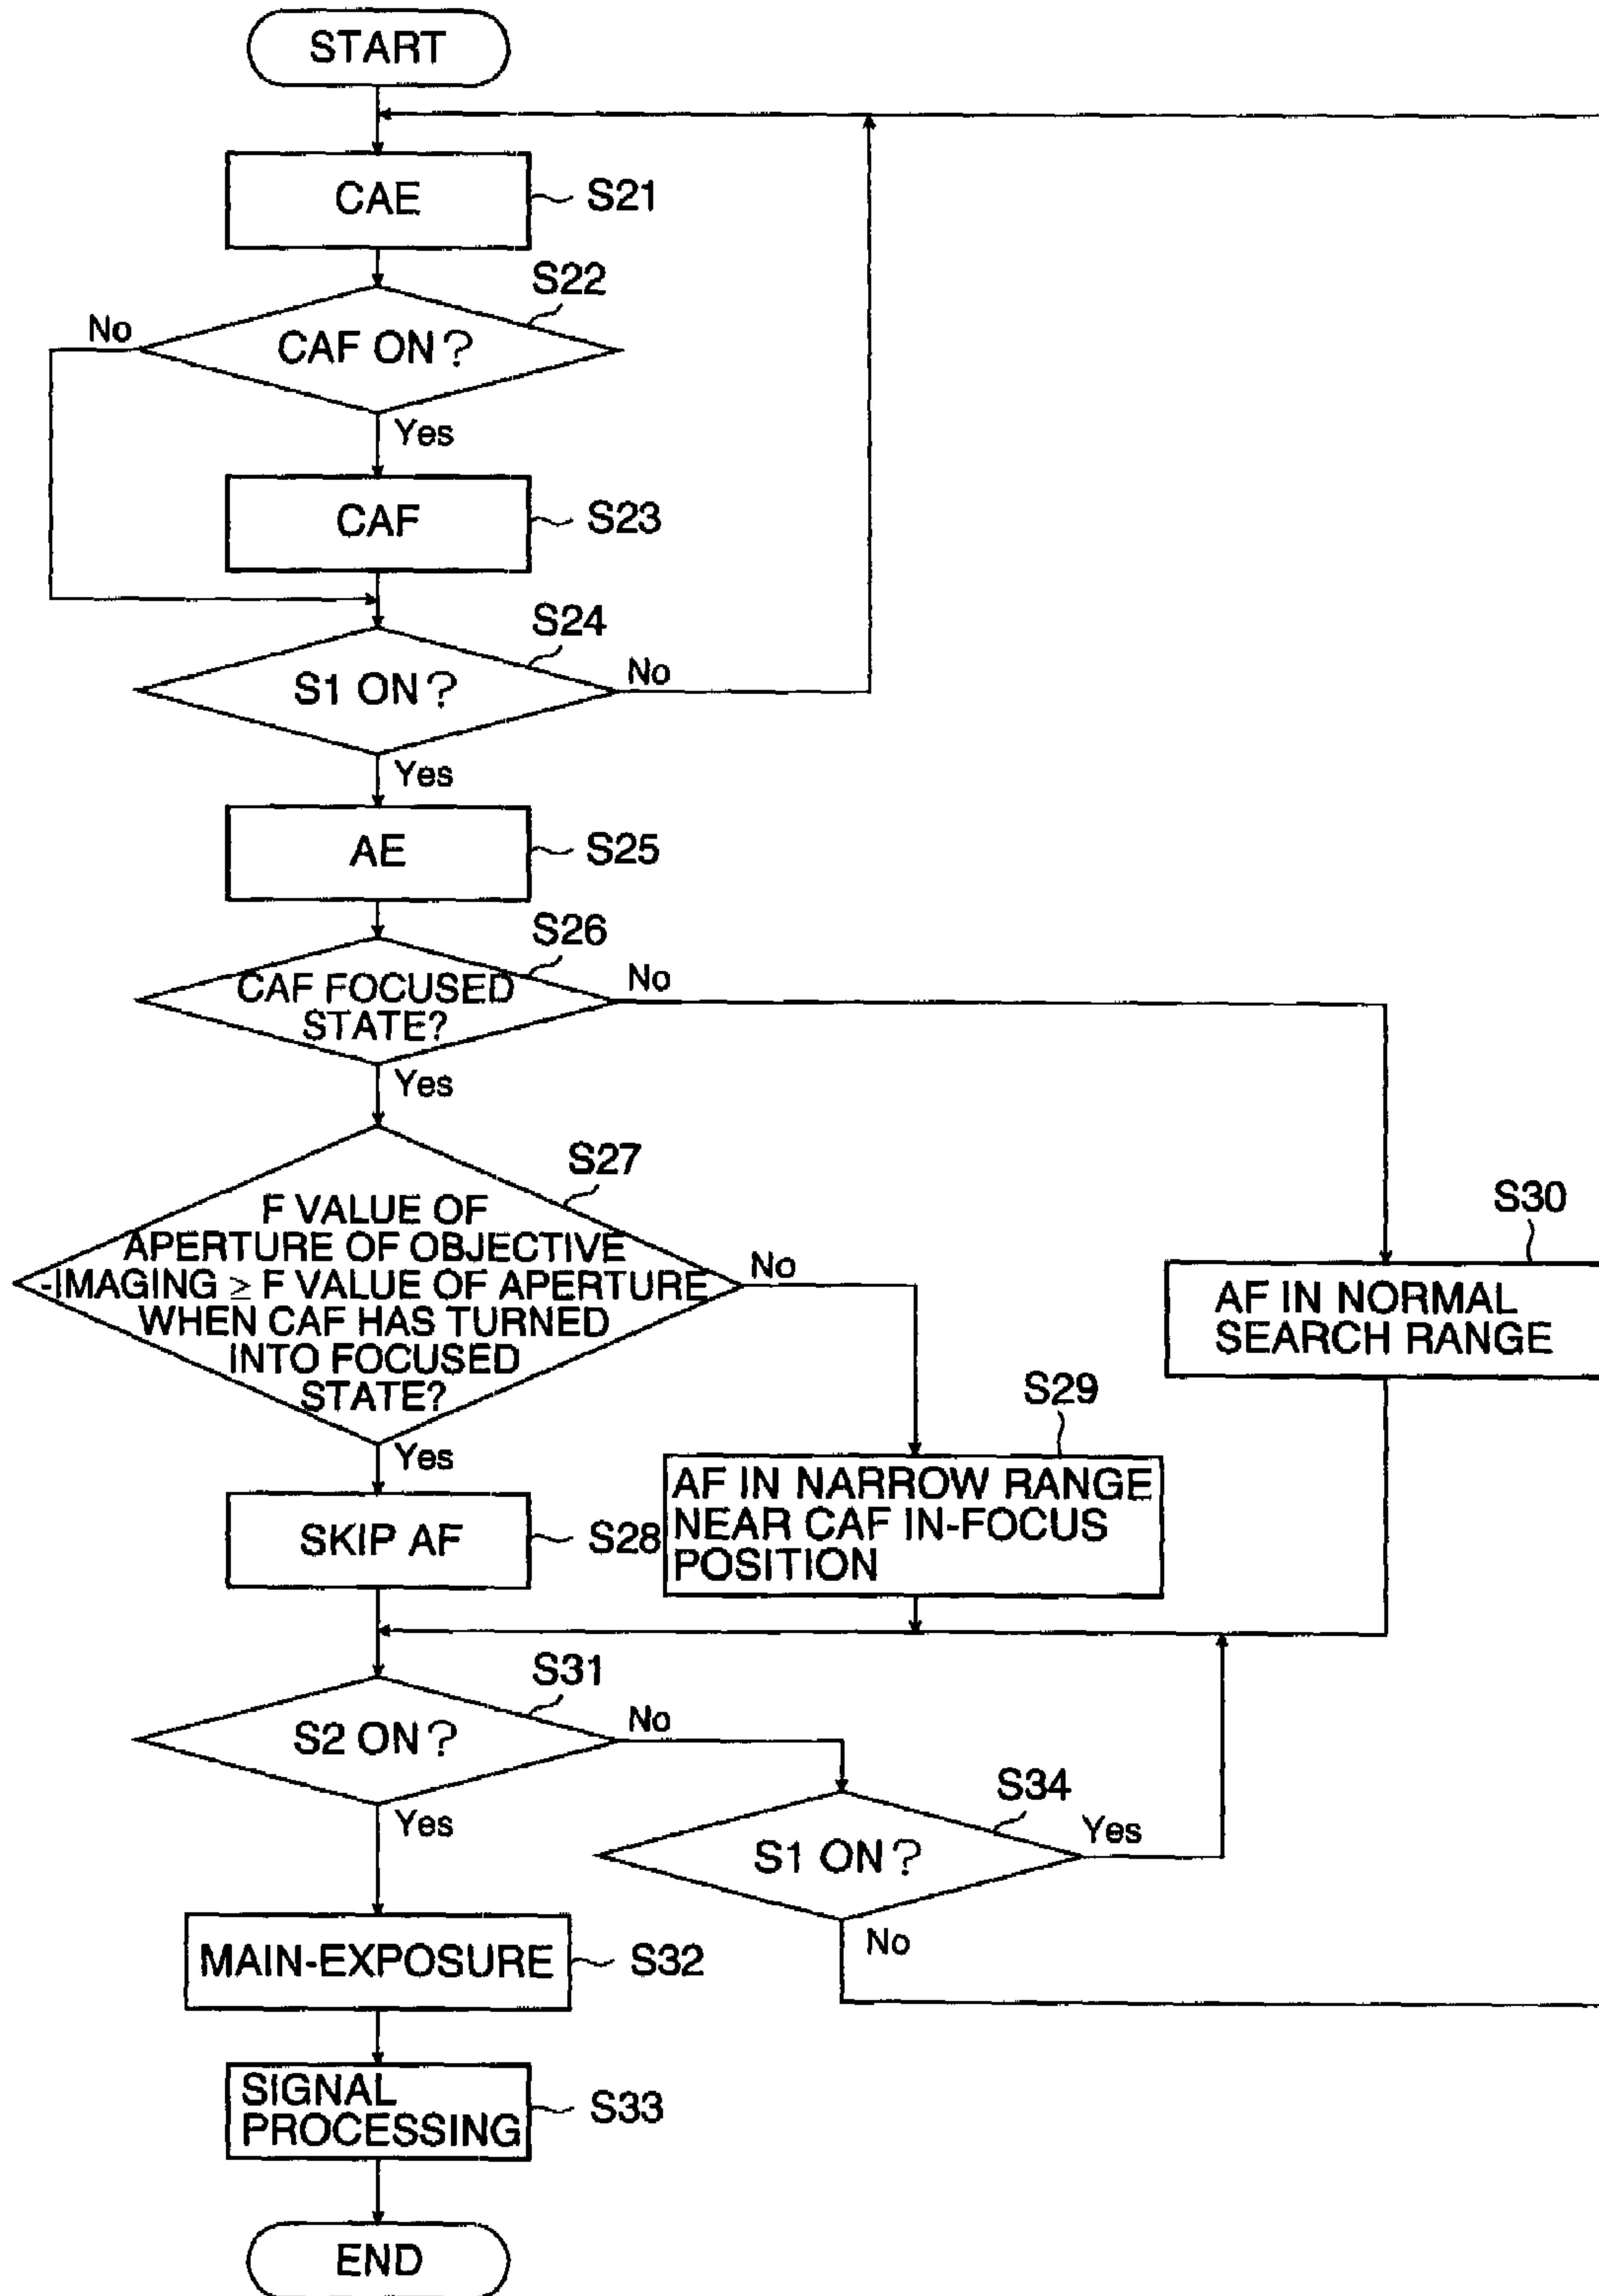 START
CAE
S21
S22
CAF ON?
No
Yes
CAF
S23
S24
S1 ON?
No
Yes
AE
S25
S26
CAF FOCUSED
STATE?
No
Yes
S27
F VALUE OF
APERTURE OF OBJECTIVE
-IMAGING ≥ F VALUE OF APERTURE
WHEN CAF HAS TURNED
INTO FOCUSED
STATE?
No
Yes
S30
AF IN NORMAL
SEARCH RANGE
S29
AF IN NARROW RANGE
NEAR CAF IN-FOCUS
POSITION
SKIP AF
S28
S31
S2 ON?
No
Yes
S34
S1 ON?
Yes
No
MAIN-EXPOSURE
S32
SIGNAL
PROCESSING
S33
END